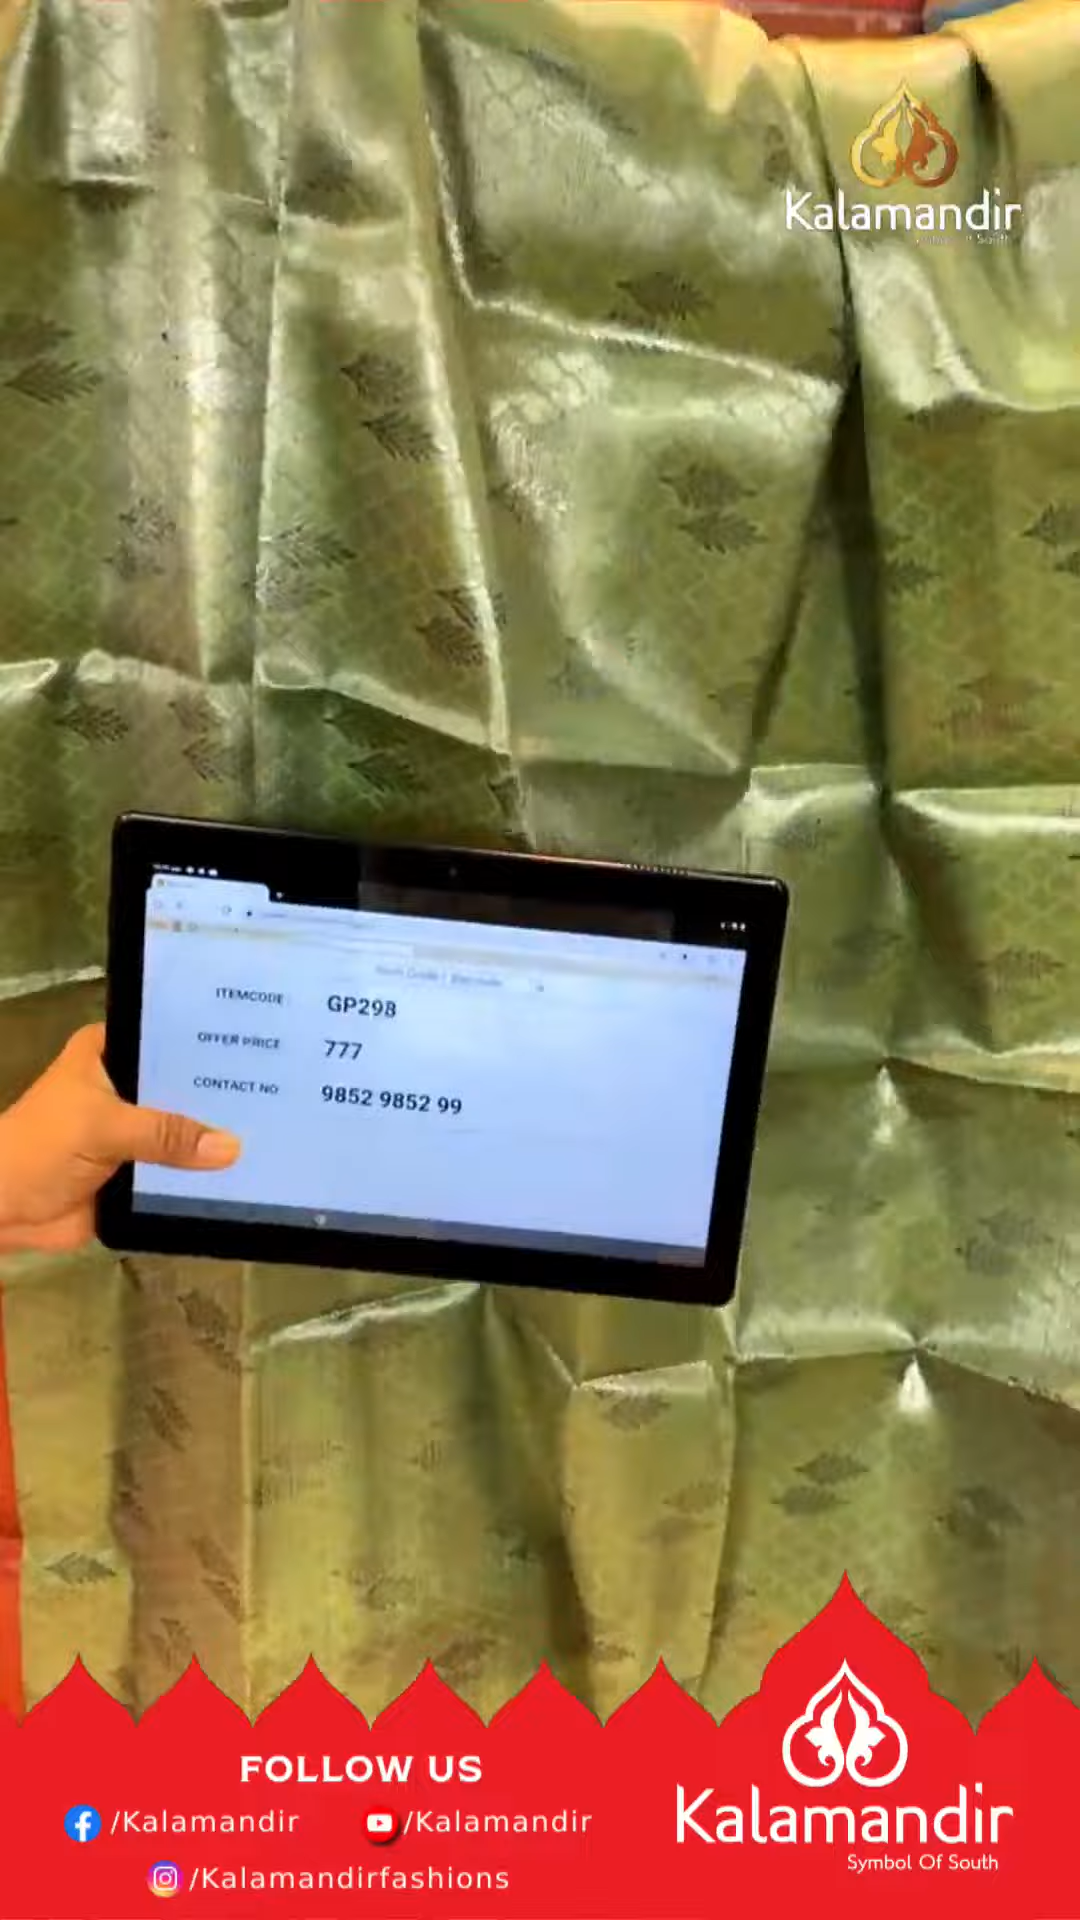 Kalamandir
ITEMCODE GP298
OFFER PRICE 777
CONTACT NO 9852 9852 99
FOLLOW US
/Kalamandir /Kalamandir
/Kalamandirfashions
Kalamandir
Symbol Of South